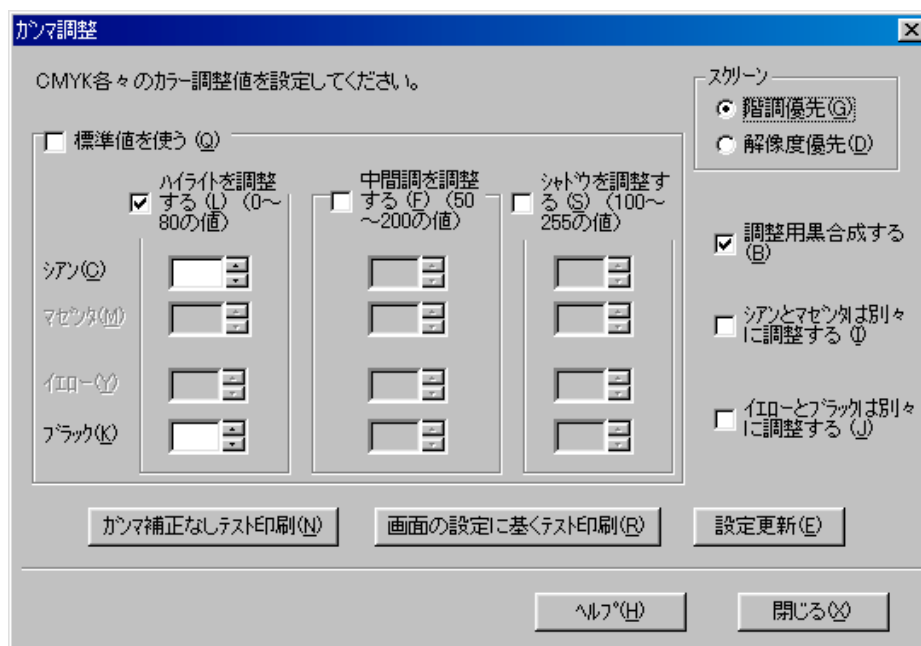 ガンマ調整
CMYK各々のカラー調整値を設定してください。
スクリーン
階調優先(G)
解像度優先(D)
標準値を使う (Q)
ハイライトを調整
する (L) (0～
80の値)
中間調を調整
する (F) (50
～200の値)
シャドウを調整す
る (S) (100～
255の値)
調整用黒合成する
(B)
シアン(C)
マゼンタ(M)
シアンとマゼンタは別々
に調整する (I)
イエロー(Y)
ブラック(K)
イエローとブラックは別々
に調整する (J)
ガンマ補正なしテスト印刷(N)
画面の設定に基くテスト印刷(R)
設定更新(E)
ヘルプ(H)
閉じる(X)